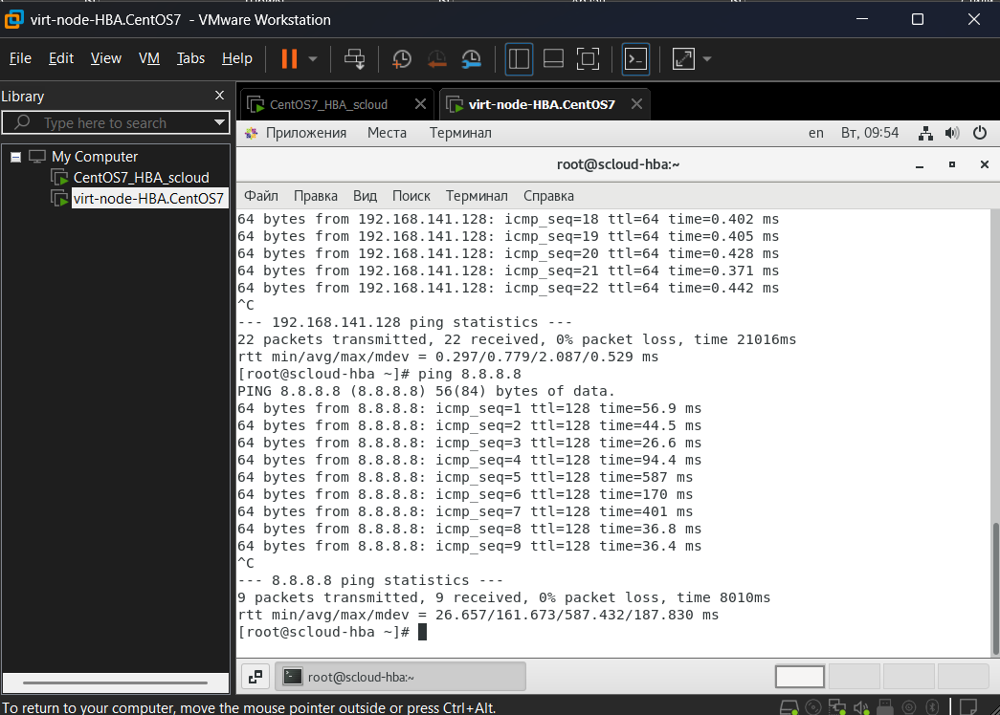 virt-node-HBA.CentOS7 - VMware Workstation
File Edit View VM Tabs Help
Library
Type here to search
My Computer
CentOS7_HBA_scloud
virt-node-HBA.CentOS7
CentOS7_HBA_scloud
virt-node-HBA.CentOS7
Приложения Места Терминал en Вт, 09:54
root@scloud-hba:~
Файл Правка Вид Поиск Терминал Справка
64 bytes from 192.168.141.128: icmp_seq=18 ttl=64 time=0.402 ms
64 bytes from 192.168.141.128: icmp_seq=19 ttl=64 time=0.405 ms
64 bytes from 192.168.141.128: icmp_seq=20 ttl=64 time=0.428 ms
64 bytes from 192.168.141.128: icmp_seq=21 ttl=64 time=0.371 ms
64 bytes from 192.168.141.128: icmp_seq=22 ttl=64 time=0.442 ms
^C
--- 192.168.141.128 ping statistics ---
22 packets transmitted, 22 received, 0% packet loss, time 21016ms
rtt min/avg/max/mdev = 0.297/0.779/2.087/0.529 ms
[root@scloud-hba ~]# ping 8.8.8.8
PING 8.8.8.8 (8.8.8.8) 56(84) bytes of data.
64 bytes from 8.8.8.8: icmp_seq=1 ttl=128 time=56.9 ms
64 bytes from 8.8.8.8: icmp_seq=2 ttl=128 time=44.5 ms
64 bytes from 8.8.8.8: icmp_seq=3 ttl=128 time=26.6 ms
64 bytes from 8.8.8.8: icmp_seq=4 ttl=128 time=94.4 ms
64 bytes from 8.8.8.8: icmp_seq=5 ttl=128 time=587 ms
64 bytes from 8.8.8.8: icmp_seq=6 ttl=128 time=170 ms
64 bytes from 8.8.8.8: icmp_seq=7 ttl=128 time=401 ms
64 bytes from 8.8.8.8: icmp_seq=8 ttl=128 time=36.8 ms
64 bytes from 8.8.8.8: icmp_seq=9 ttl=128 time=36.4 ms
^C
--- 8.8.8.8 ping statistics ---
9 packets transmitted, 9 received, 0% packet loss, time 8010ms
rtt min/avg/max/mdev = 26.657/161.673/587.432/187.830 ms
[root@scloud-hba ~]#
root@scloud-hba:~
To return to your computer, move the mouse pointer outside or press Ctrl+Alt.